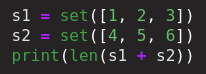 s1 = set([1, 2, 3])
s2 = set([4, 5, 6])
print(len(s1 + s2))